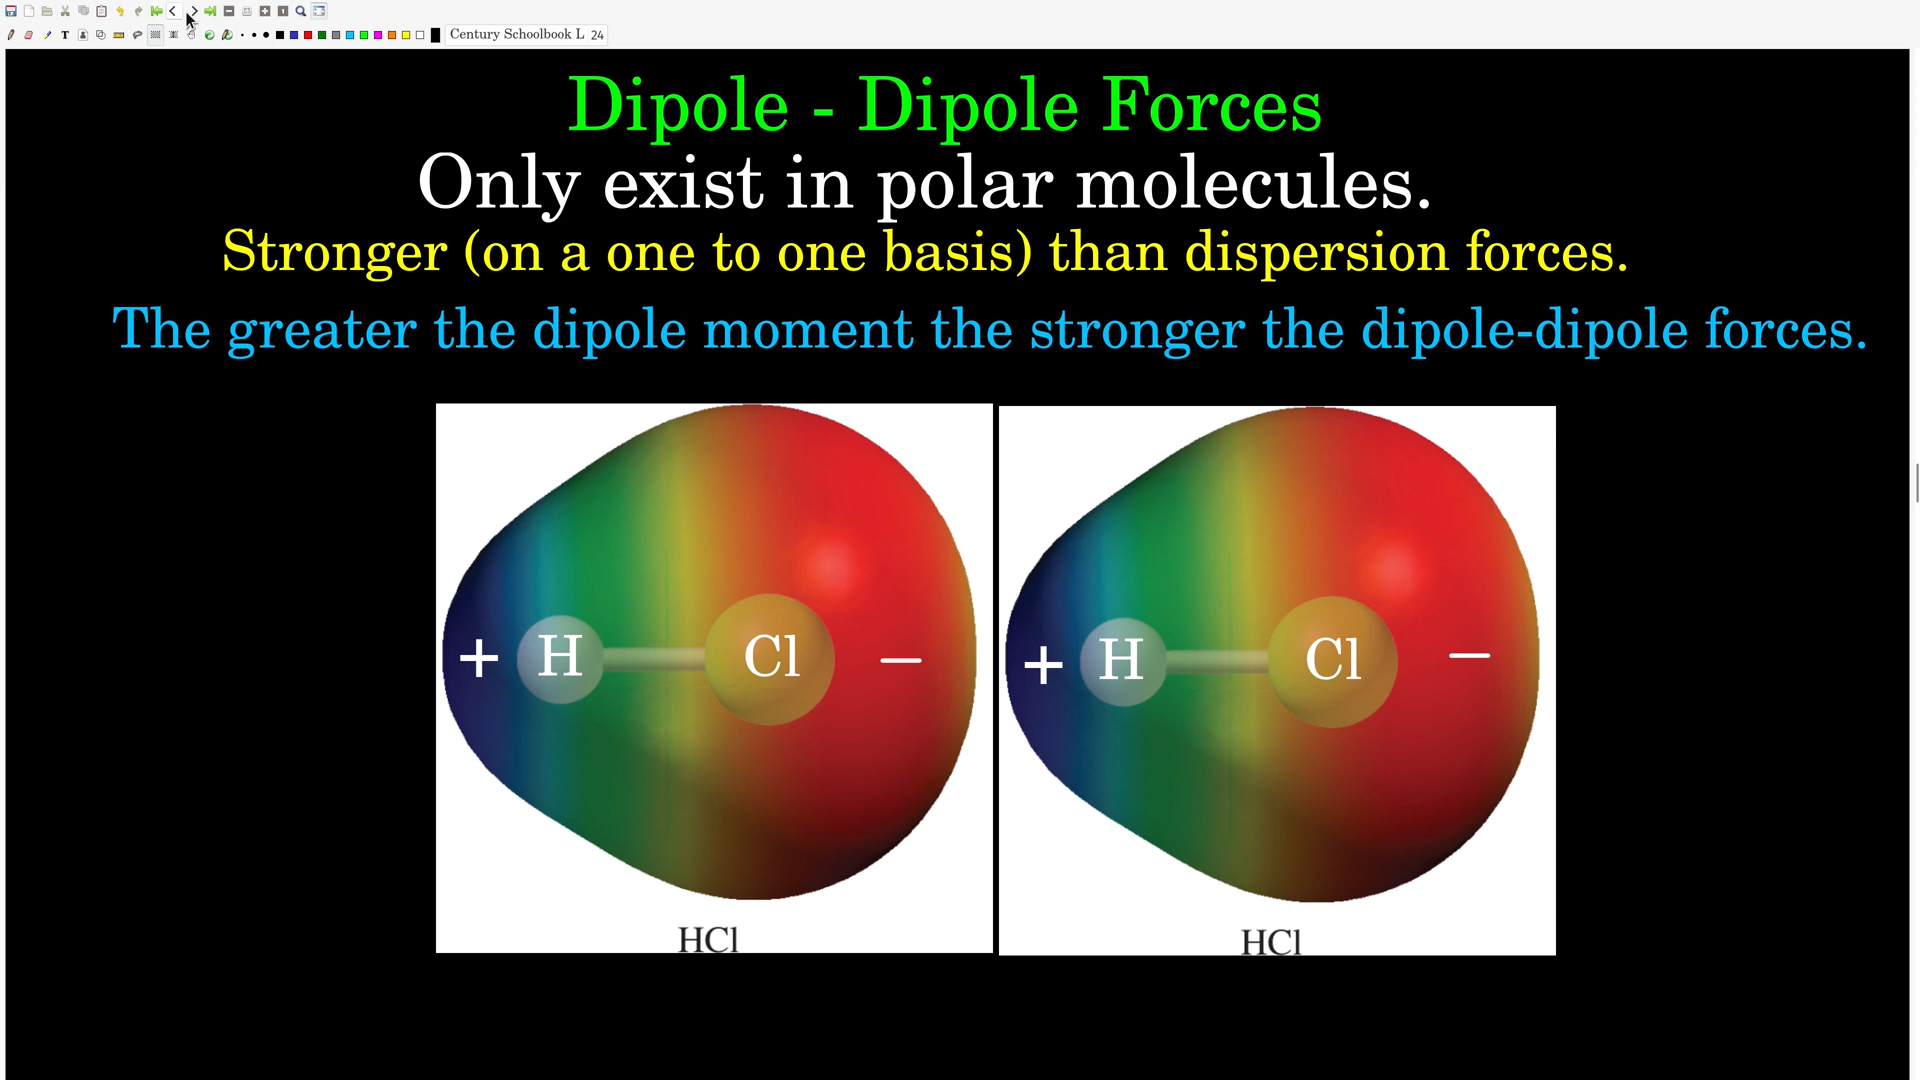 T
Century Schoolbook L 24
Dipole - Dipole Forces
Only exist in polar molecules.
Stronger (on a one to one basis) than dispersion forces.
The greater the dipole moment the stronger the dipole-dipole forces.
+ H Cl − + H Cl −
HCl HCl